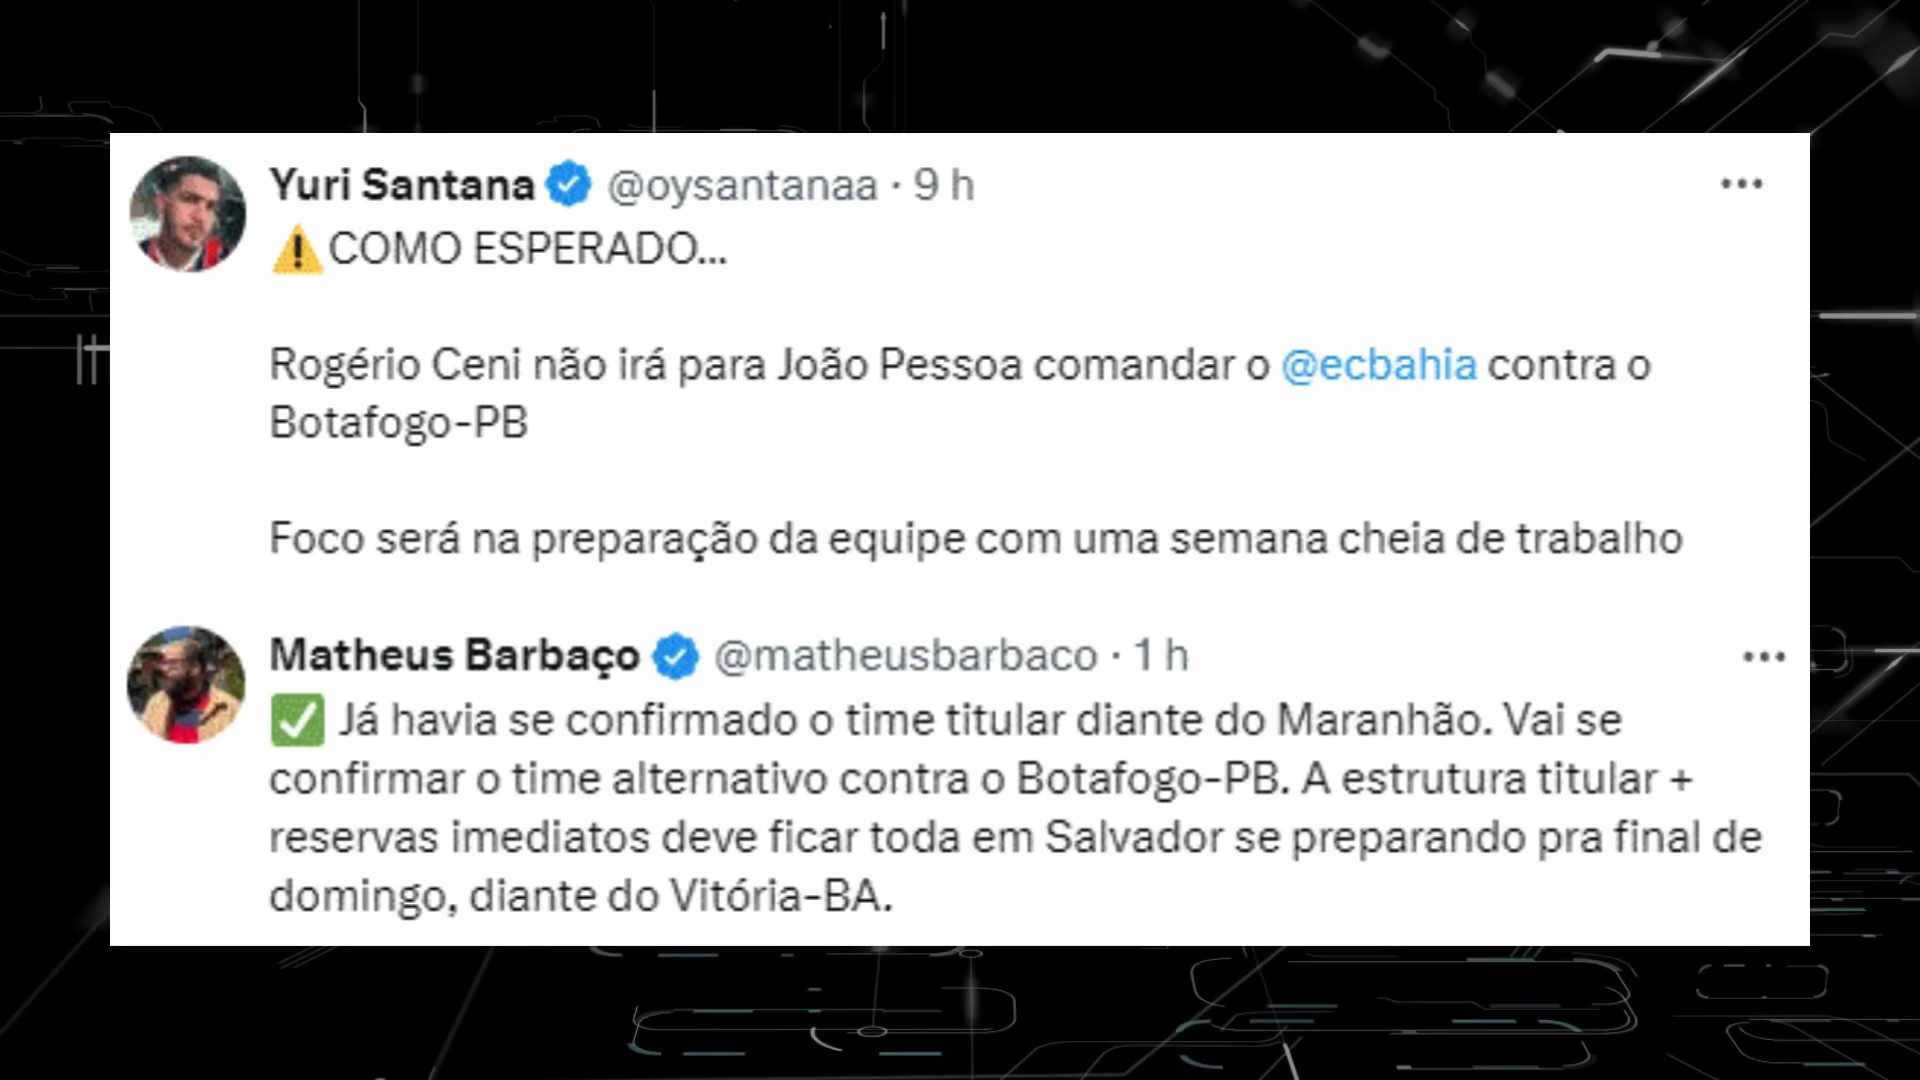 Yuri Santana @oysantanaa · 9 h
⚠️COMO ESPERADO...
Rogério Ceni não irá para João Pessoa comandar o @ecbahia contra o
Botafogo-PB
Foco será na preparação da equipe com uma semana cheia de trabalho
Matheus Barbaço @matheusbarbaco · 1 h
✅ Já havia se confirmado o time titular diante do Maranhão. Vai se
confirmar o time alternativo contra o Botafogo-PB. A estrutura titular +
reservas imediatos deve ficar toda em Salvador se preparando pra final de
domingo, diante do Vitória-BA.